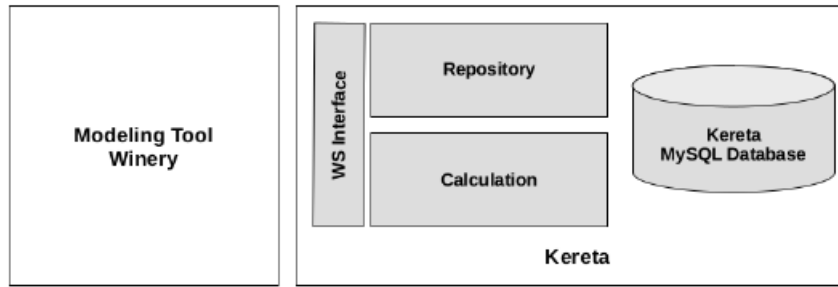 Modeling Tool
Winery
WS Interface
Repository
Calculation
Kereta
MySQL Database
Kereta